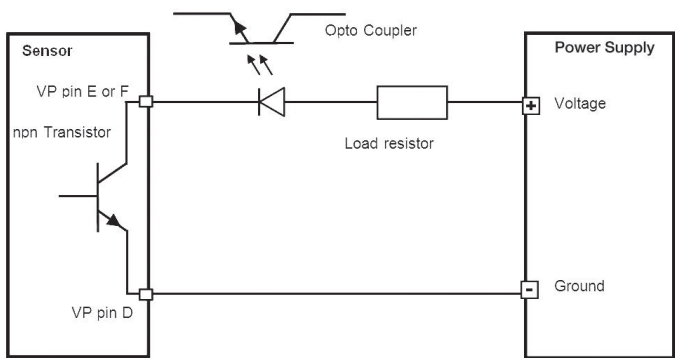 Opto Coupler
Sensor
Power Supply
VP pin E or F
Voltage
+
npn Transistor
Load resistor
Ground
-
VP pin D